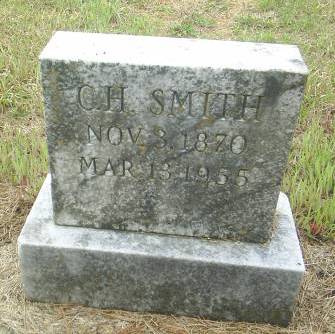 C.H. SMITH
NOV. 3, 1870
MAR. 13, 1955